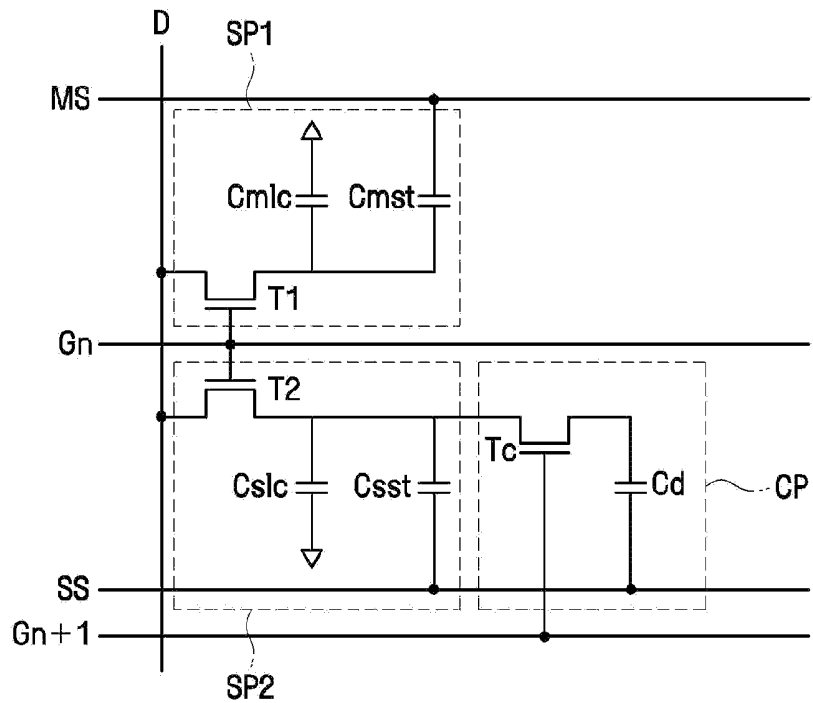 D
SP1
MS
Cmlc
Cmst
T1
Gn
T2
Tc
Cslc
Csst
Cd
CP
SS
Gn+1
SP2